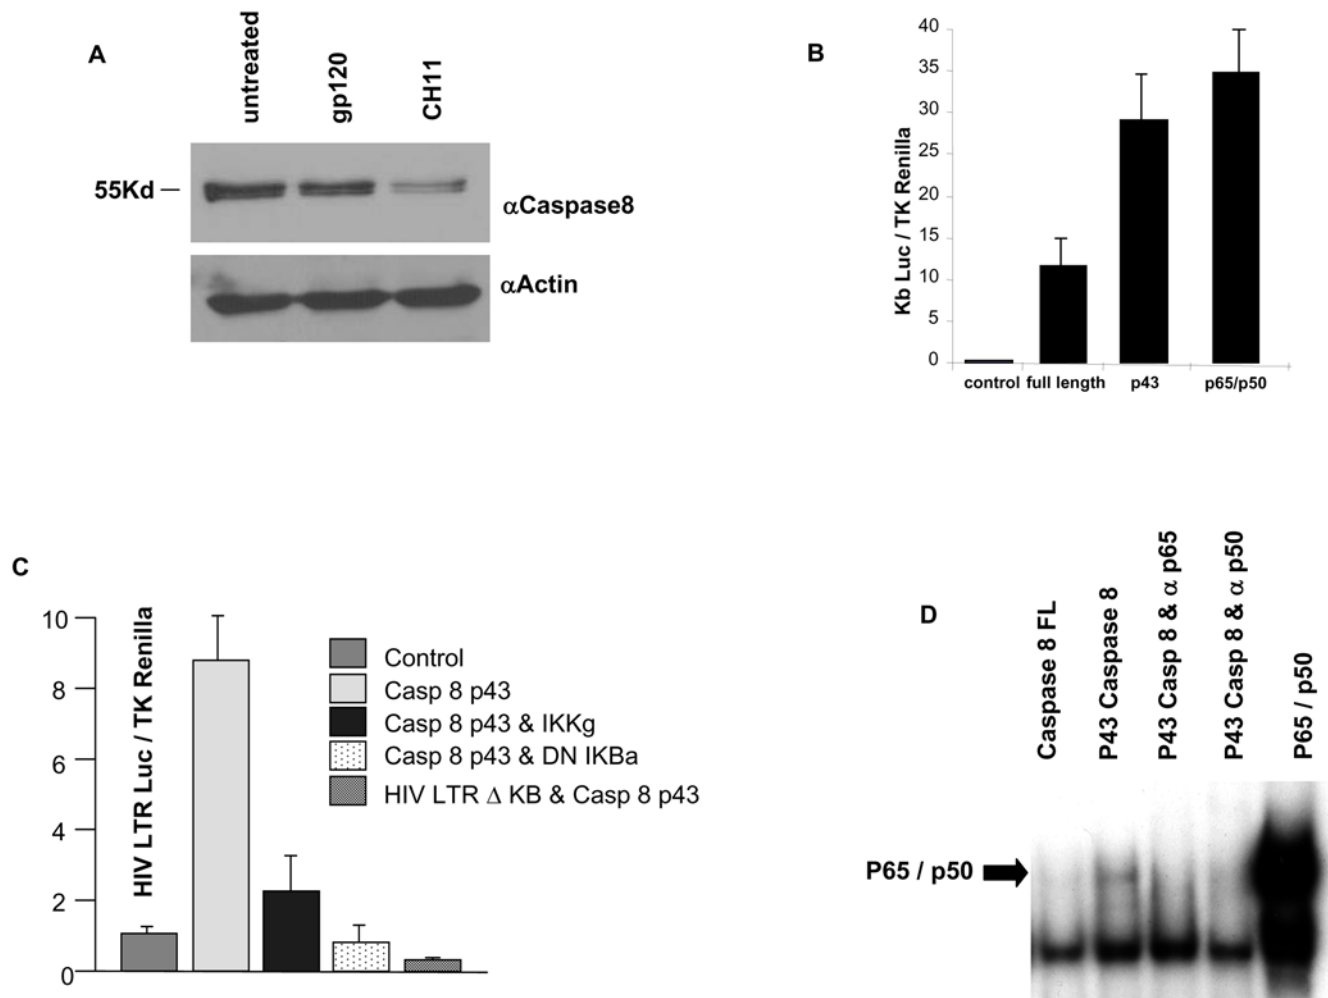 A
untreated
gp120
CH11
55Kd
αCaspase8
αActin
B
Kb Luc / TK Renilla
40
35
30
25
20
15
10
5
0
control
full length
p43
p65/p50
C
HIV LTR Luc / TK Renilla
10
8
6
4
2
0
Control
Casp 8 p43
Casp 8 p43 & IKKg
Casp 8 p43 & DN IKBa
HIV LTR Δ KB & Casp 8 p43
D
Caspase 8 FL
P43 Caspase 8
P43 Casp 8 & α p65
P43 Casp 8 & α p50
P65 / p50
P65 / p50